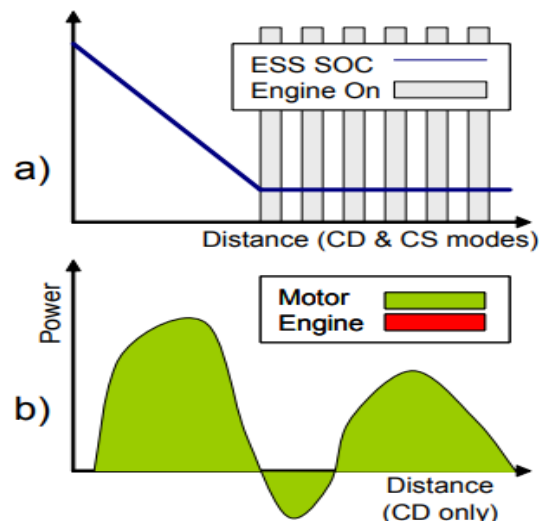 ESS SOC
Engine On
a)
Distance (CD & CS modes)
Power
Motor
Engine
b)
Distance
(CD only)